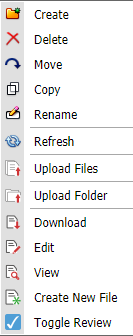 Create
Delete
Move
Copy
Rename
Refresh
Upload Files
Upload Folder
Download
Edit
View
Create New File
Toggle Review